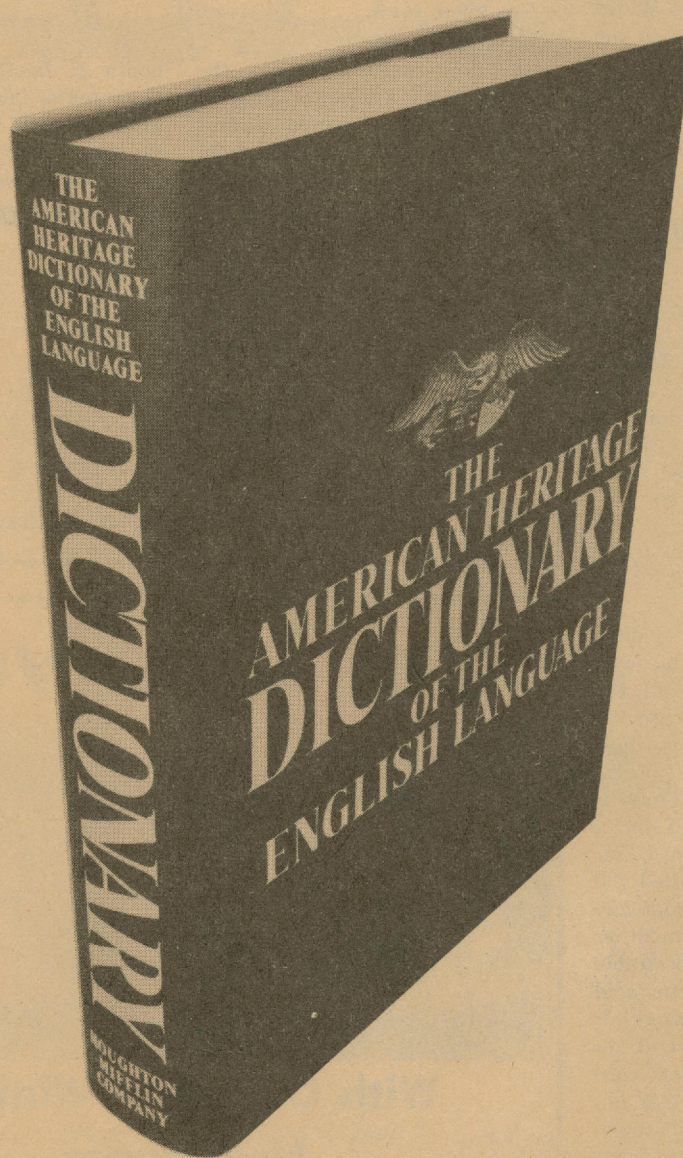 THE
AMERICAN
HERITAGE
DICTIONARY
OF THE
ENGLISH
LANGUAGE
DICTIONARY
HOUGHTON
MIFFLIN
COMPANY
THE
AMERICAN HERITAGE
DICTIONARY
OF THE
ENGLISH LANGUAGE